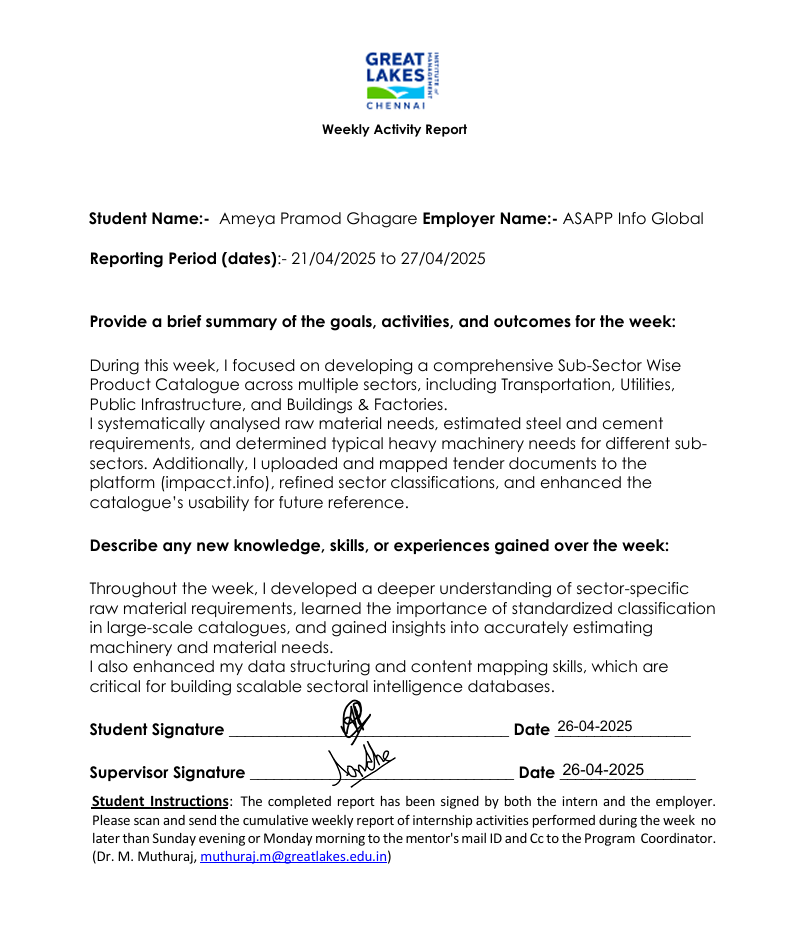 GREAT
LAKES
INSTITUTE of
MANAGEMENT
CHENNAI
Weekly Activity Report
Student Name:- Ameya Pramod Ghagare Employer Name:- ASAPP Info Global
Reporting Period (dates):- 21/04/2025 to 27/04/2025
Provide a brief summary of the goals, activities, and outcomes for the week:
During this week, I focused on developing a comprehensive Sub-Sector Wise
Product Catalogue across multiple sectors, including Transportation, Utilities,
Public Infrastructure, and Buildings & Factories.
I systematically analysed raw material needs, estimated steel and cement
requirements, and determined typical heavy machinery needs for different sub-
sectors. Additionally, I uploaded and mapped tender documents to the
platform (impacct.info), refined sector classifications, and enhanced the
catalogue’s usability for future reference.
Describe any new knowledge, skills, or experiences gained over the week:
Throughout the week, I developed a deeper understanding of sector-specific
raw material requirements, learned the importance of standardized classification
in large-scale catalogues, and gained insights into accurately estimating
machinery and material needs.
I also enhanced my data structuring and content mapping skills, which are
critical for building scalable sectoral intelligence databases.
Student Signature ________________________________ Date 26-04-2025
Supervisor Signature ______________________________ Date 26-04-2025
Student Instructions: The completed report has been signed by both the intern and the employer.
Please scan and send the cumulative weekly report of internship activities performed during the week no
later than Sunday evening or Monday morning to the mentor's mail ID and Cc to the Program Coordinator.
(Dr. M. Muthuraj, muthuraj.m@greatlakes.edu.in)